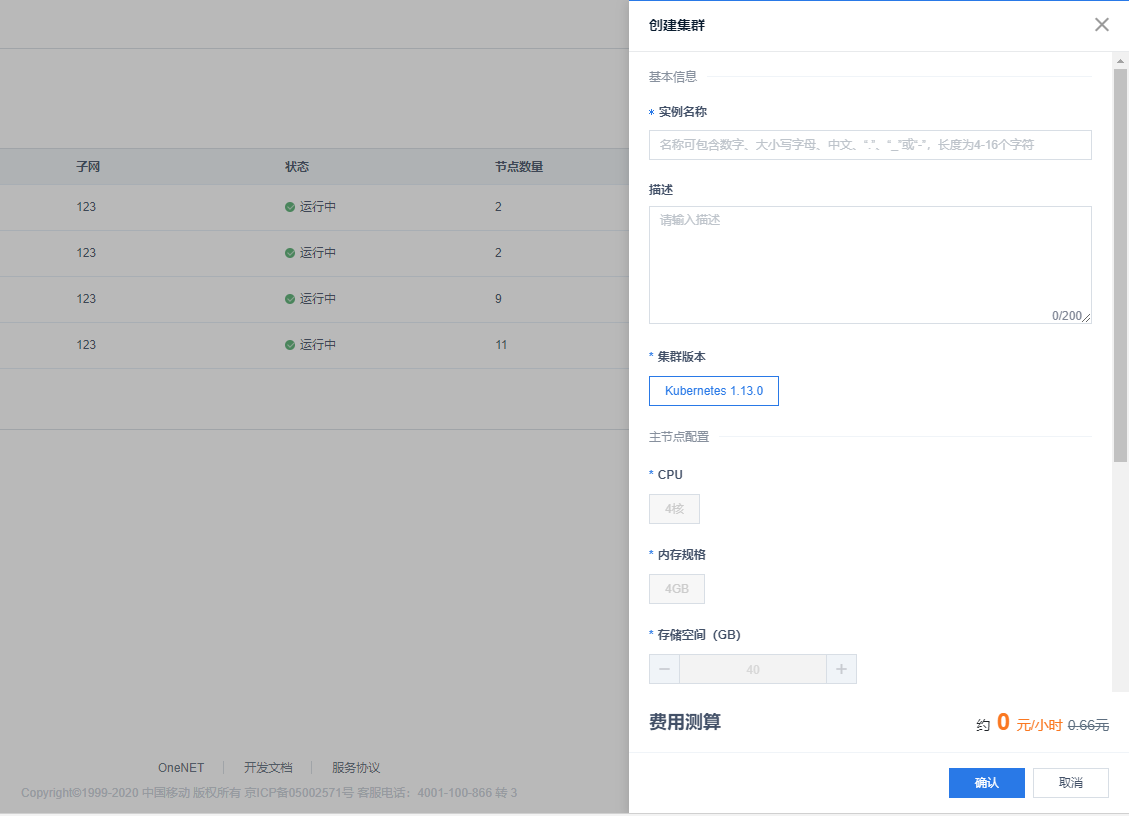 子网 状态 节点数量
123 运行中 2
123 运行中 2
123 运行中 9
123 运行中 11
OneNET 开发文档 服务协议
Copyright©1999-2020 中国移动 版权所有 京ICP备05002571号 客服电话：4001-100-866 转 3
创建集群
基本信息
* 实例名称
名称可包含数字、大小写字母、中文、“.”、“_”或“-”，长度为4-16个字符
描述
请输入描述
0/200
* 集群版本
Kubernetes 1.13.0
主节点配置
* CPU
4核
* 内存规格
4GB
* 存储空间（GB）
− 40 +
费用测算 约 0 元/小时 0.66元
确认 取消